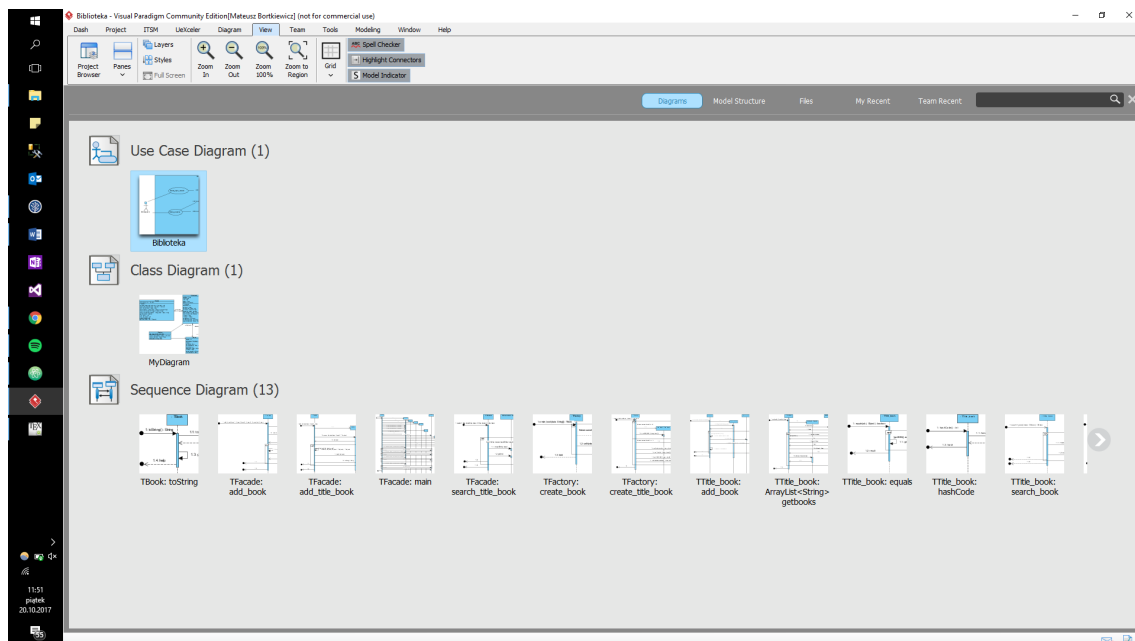 Biblioteka - Visual Paradigm Community Edition[Mateusz Bortkiewicz] (not for commercial use)
Dash Project ITSM UeXceler Diagram View Team Tools Modeling Window Help
Project Browser
Panes
Layers
Styles
Full Screen
Zoom In
Zoom Out
100%
Zoom 100%
Zoom to Region
Grid
ABC Spell Checker
Highlight Connectors
S Model Indicator
Diagrams Model Structure Files My Recent Team Recent
Use Case Diagram (1)
Biblioteka
Class Diagram (1)
MyDiagram
Sequence Diagram (13)
TBook: toString
TFacade: add_book
TFacade: add_title_book
TFacade: main
TFacade: search_title_book
TFactory: create_book
TFactory: create_title_book
TTitle_book: add_book
TTitle_book: ArrayList<String> getbooks
TTitle_book: equals
TTitle_book: hashCode
TTitle_book: search_book
11:51
piątek
20.10.2017
55